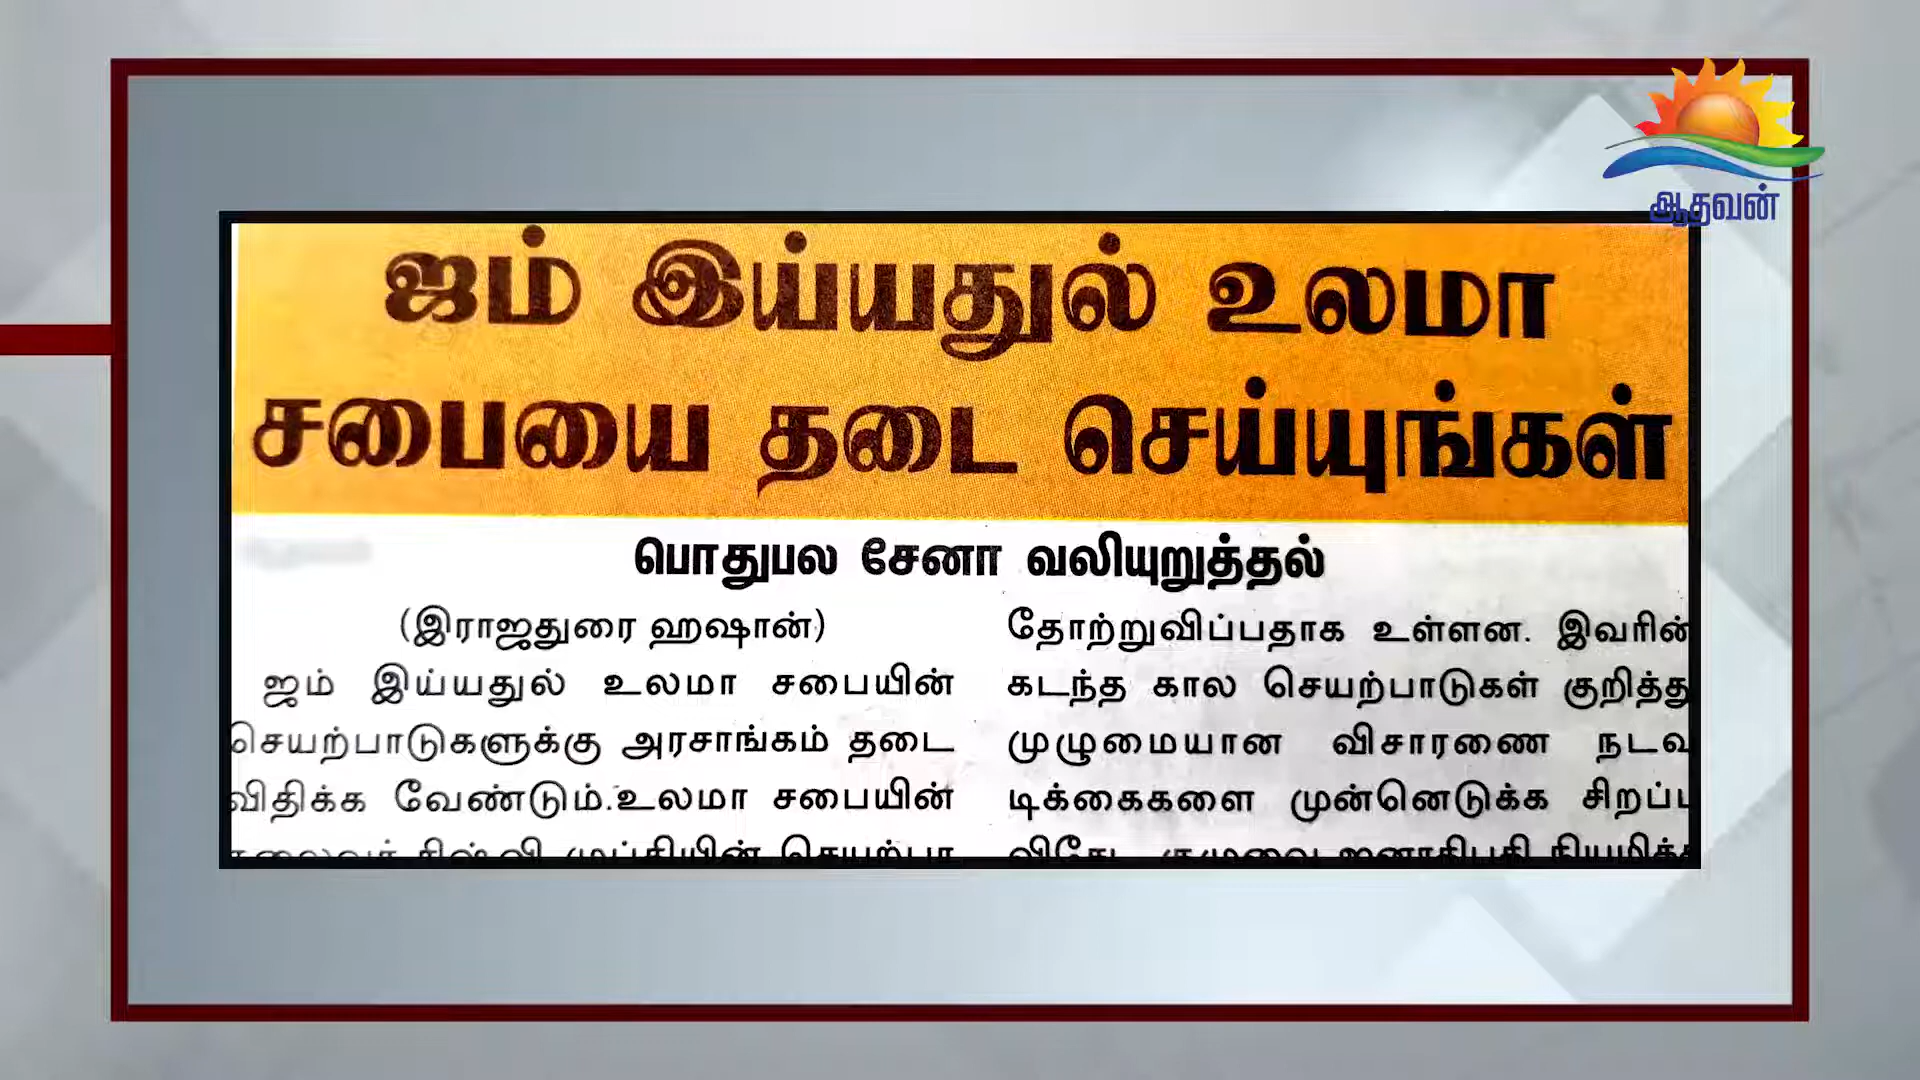 ஆதவன்
ஜம் இய்யதுல் உலமா
சபையை தடை செய்யுங்கள்
பொதுபல சேனா வலியுறுத்தல்
(இராஜதுரை ஹஷான்)
ஜம் இய்யதுல் உலமா சபையின்
செயற்பாடுகளுக்கு அரசாங்கம் தடை
விதிக்க வேண்டும்.உலமா சபையின்
தோற்றுவிப்பதாக உள்ளன. இவரின்
கடந்த கால செயற்பாடுகள் குறித்து
முழுமையான விசாரணை நடவ
டிக்கைகளை முன்னெடுக்க சிறப்ப